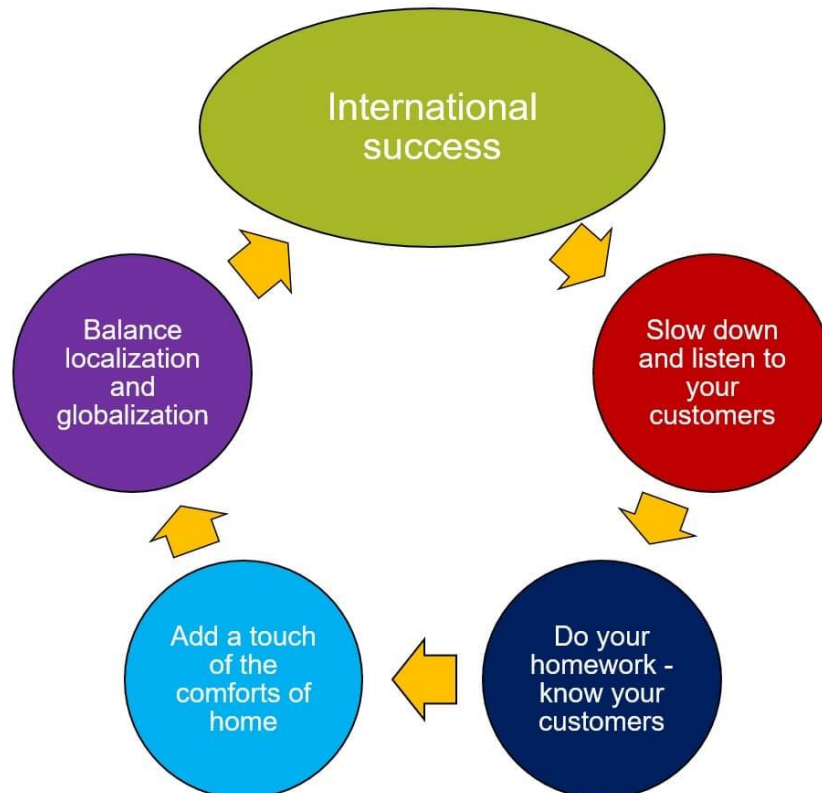 International
success
Slow down
and listen to
your
customers
Do your
homework -
know your
customers
Add a touch
of the
comforts of
home
Balance
localization
and
globalization